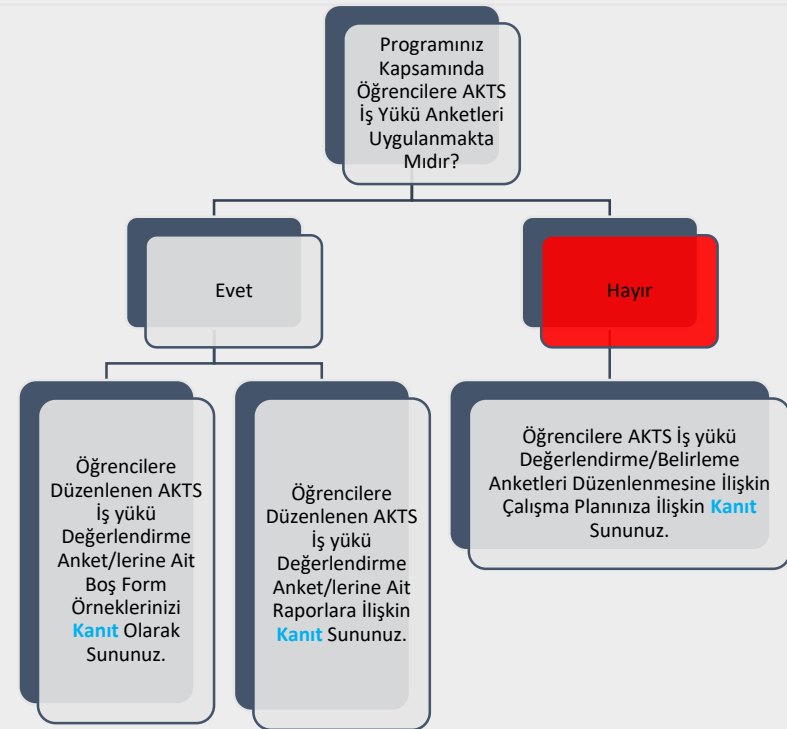 Programınız
Kapsamında
Öğrencilere AKTS
İş Yükü Anketleri
Uygulanmakta
Mıdır?
Evet
Hayır
Öğrencilere
Düzenlenen AKTS
İş yükü
Değerlendirme
Anket/lerine Ait
Boş Form
Örneklerinizi
Kanıt Olarak
Sununuz.
Öğrencilere
Düzenlenen AKTS
İş yükü
Değerlendirme
Anket/lerine Ait
Raporlara İlişkin
Kanıt Sununuz.
Öğrencilere AKTS İş yükü
Değerlendirme/Belirleme
Anketleri Düzenlenmesine İlişkin
Çalışma Planınıza İlişkin Kanıt
Sununuz.